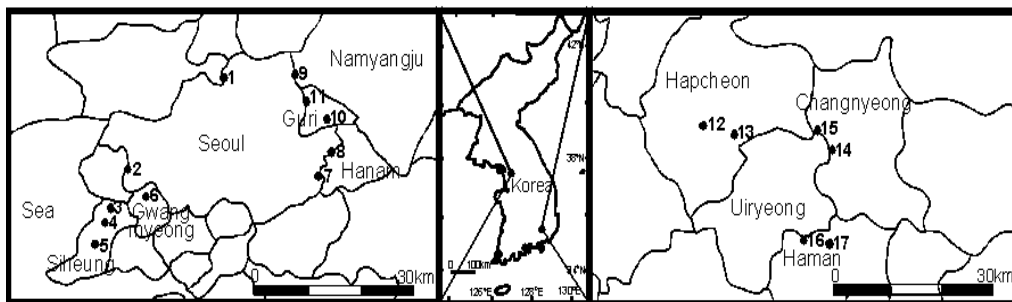 Namyangju
1
9
11
Guri
10
Seoul
8
Hanam
7
2
6
Gwang
myeong
3
4
5
Sea
Siheung
0
30km
42°N
38°N
34°N
Korea
0
100km
126°E
128°E
130°E
Hapcheon
Changnyeong
12
13
15
14
Uiryeong
16
17
Haman
0
30km